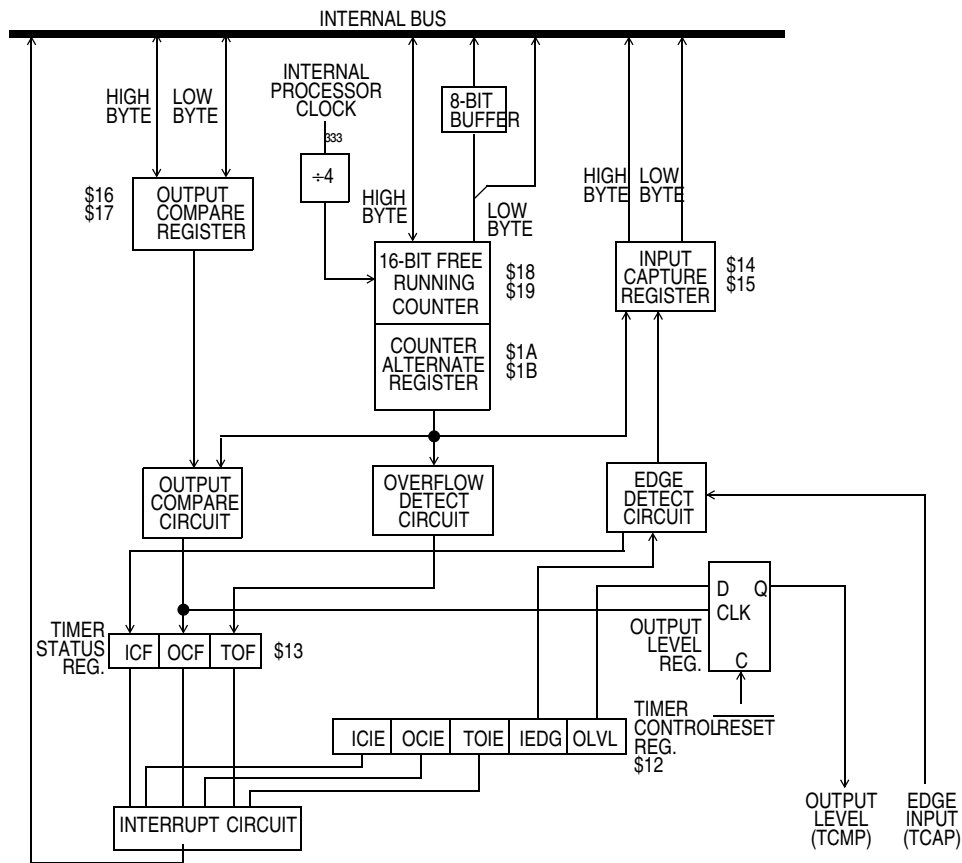 INTERNAL BUS
HIGH
BYTE
LOW
BYTE
INTERNAL
PROCESSOR
CLOCK
333
÷4
8-BIT
BUFFER
HIGH
BYTE
LOW
BYTE
HIGH
BYTE
LOW
BYTE
$16
$17
OUTPUT
COMPARE
REGISTER
16-BIT FREE
RUNNING
COUNTER
$18
$19
COUNTER
ALTERNATE
REGISTER
$1A
$1B
INPUT
CAPTURE
REGISTER
$14
$15
OUTPUT
COMPARE
CIRCUIT
OVERFLOW
DETECT
CIRCUIT
EDGE
DETECT
CIRCUIT
D Q
CLK
C
OUTPUT
LEVEL
REG.
TIMER
STATUS
REG.
ICF OCF TOF
$13
ICIE OCIE TOIE IEDG OLVL
TIMER
CONTROL
REG.
$12
RESET
INTERRUPT CIRCUIT
OUTPUT
LEVEL
(TCMP)
EDGE
INPUT
(TCAP)